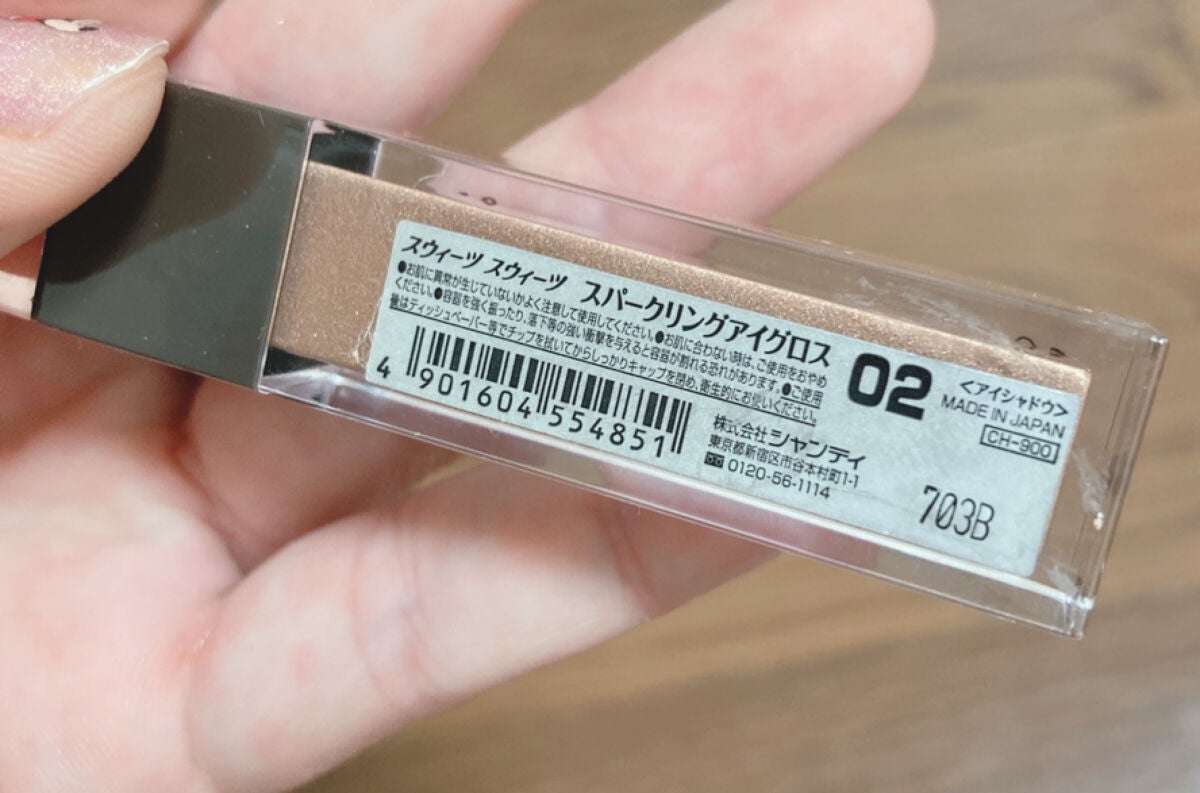 スウィーツ スウィーツ スパークリングアイグロス
●お肌に異常が生じていないかよく注意して使用してください。●お肌に合わない時は、ご使用をおやめ
ください。●容器を強く振ったり、落下等の強い衝撃を与えると容器が割れる恐れがあります。●ご使用
後はティッシュペーパー等でチップを拭いてからしっかりキャップを閉め、衛生的にお使いください。
02
<アイシャドウ>
MADE IN JAPAN
CH-900
4 901604 554851
株式会社シャンティ
東京都新宿区市谷本村町1-1
0120-56-1114
703B